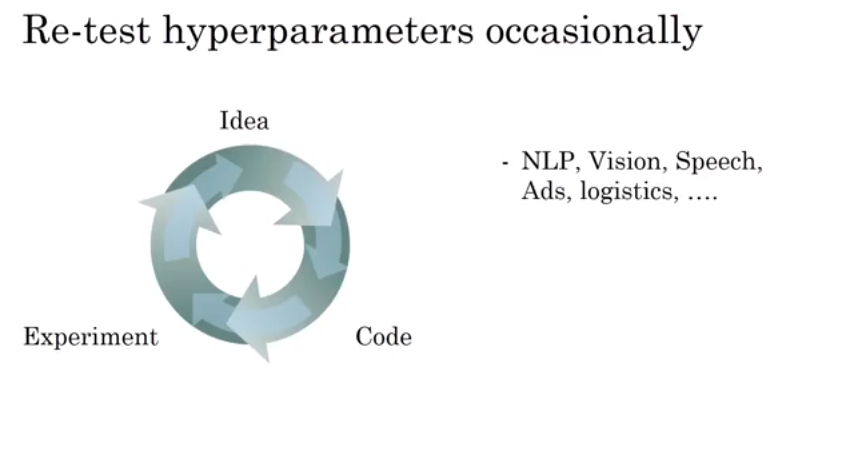 Re-test hyperparameters occasionally
Idea
- NLP, Vision, Speech,
Ads, logistics, ....
Experiment
Code